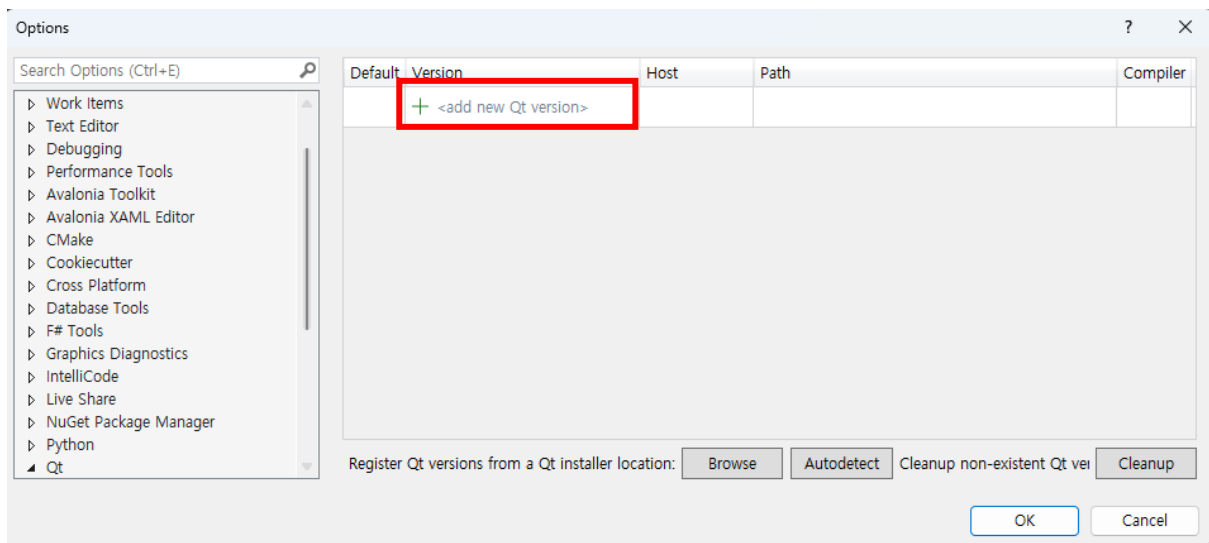 Options
?
Search Options (Ctrl+E)
Work Items
Text Editor
Debugging
Performance Tools
Avalonia Toolkit
Avalonia XAML Editor
CMake
Cookiecutter
Cross Platform
Database Tools
F# Tools
Graphics Diagnostics
IntelliCode
Live Share
NuGet Package Manager
Python
Qt
Default Version Host Path Compiler
+ <add new Qt version>
Register Qt versions from a Qt installer location: Browse Autodetect Cleanup non-existent Qt ver Cleanup
OK Cancel